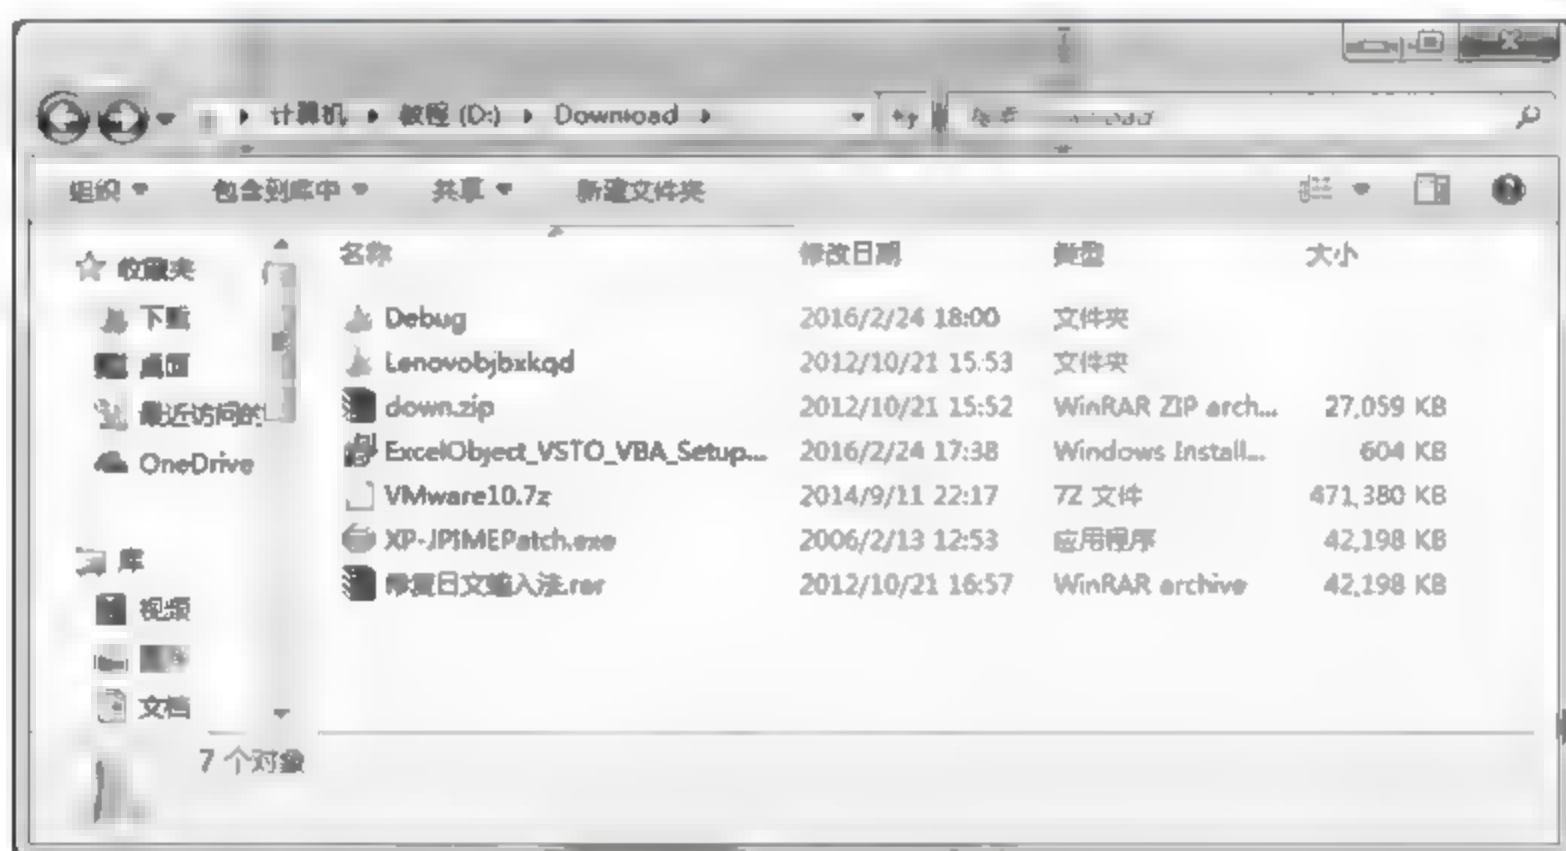 计算机 教程 (D:) Download
组织 包含到库中 共享 新建文件夹
名称 修改日期 类型 大小
收藏夹
下载
桌面
最近访问的
OneDrive
库
视频
文档
Debug 2016/2/24 18:00 文件夹
Lenovobjbxkqd 2012/10/21 15:53 文件夹
down.zip 2012/10/21 15:52 WinRAR ZIP arch... 27,059 KB
ExcelObject_VSTO_VBA_Setup... 2016/2/24 17:38 Windows Install... 604 KB
VMware10.7z 2014/9/11 22:17 7Z 文件 471,380 KB
XP-JPIMEPatch.exe 2006/2/13 12:53 应用程序 42,198 KB
修复日文输入法.rar 2012/10/21 16:57 WinRAR archive 42,198 KB
7 个对象